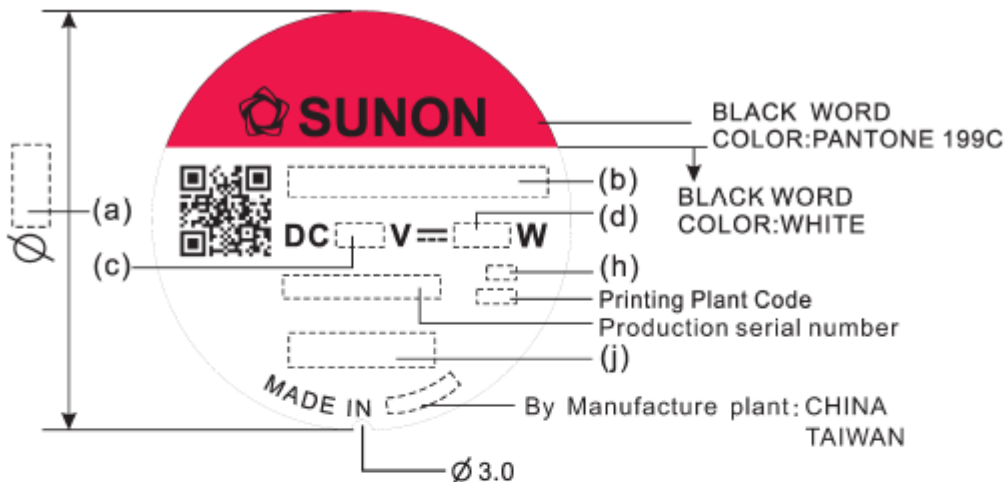 SUNON
BLACK WORD
COLOR:PANTONE 199C
(a)
(b)
BLACK WORD
COLOR:WHITE
(d)
DC V W
(c)
(h)
Printing Plant Code
Production serial number
(j)
MADE IN
By Manufacture plant: CHINA
TAIWAN
Ø
Ø 3.0